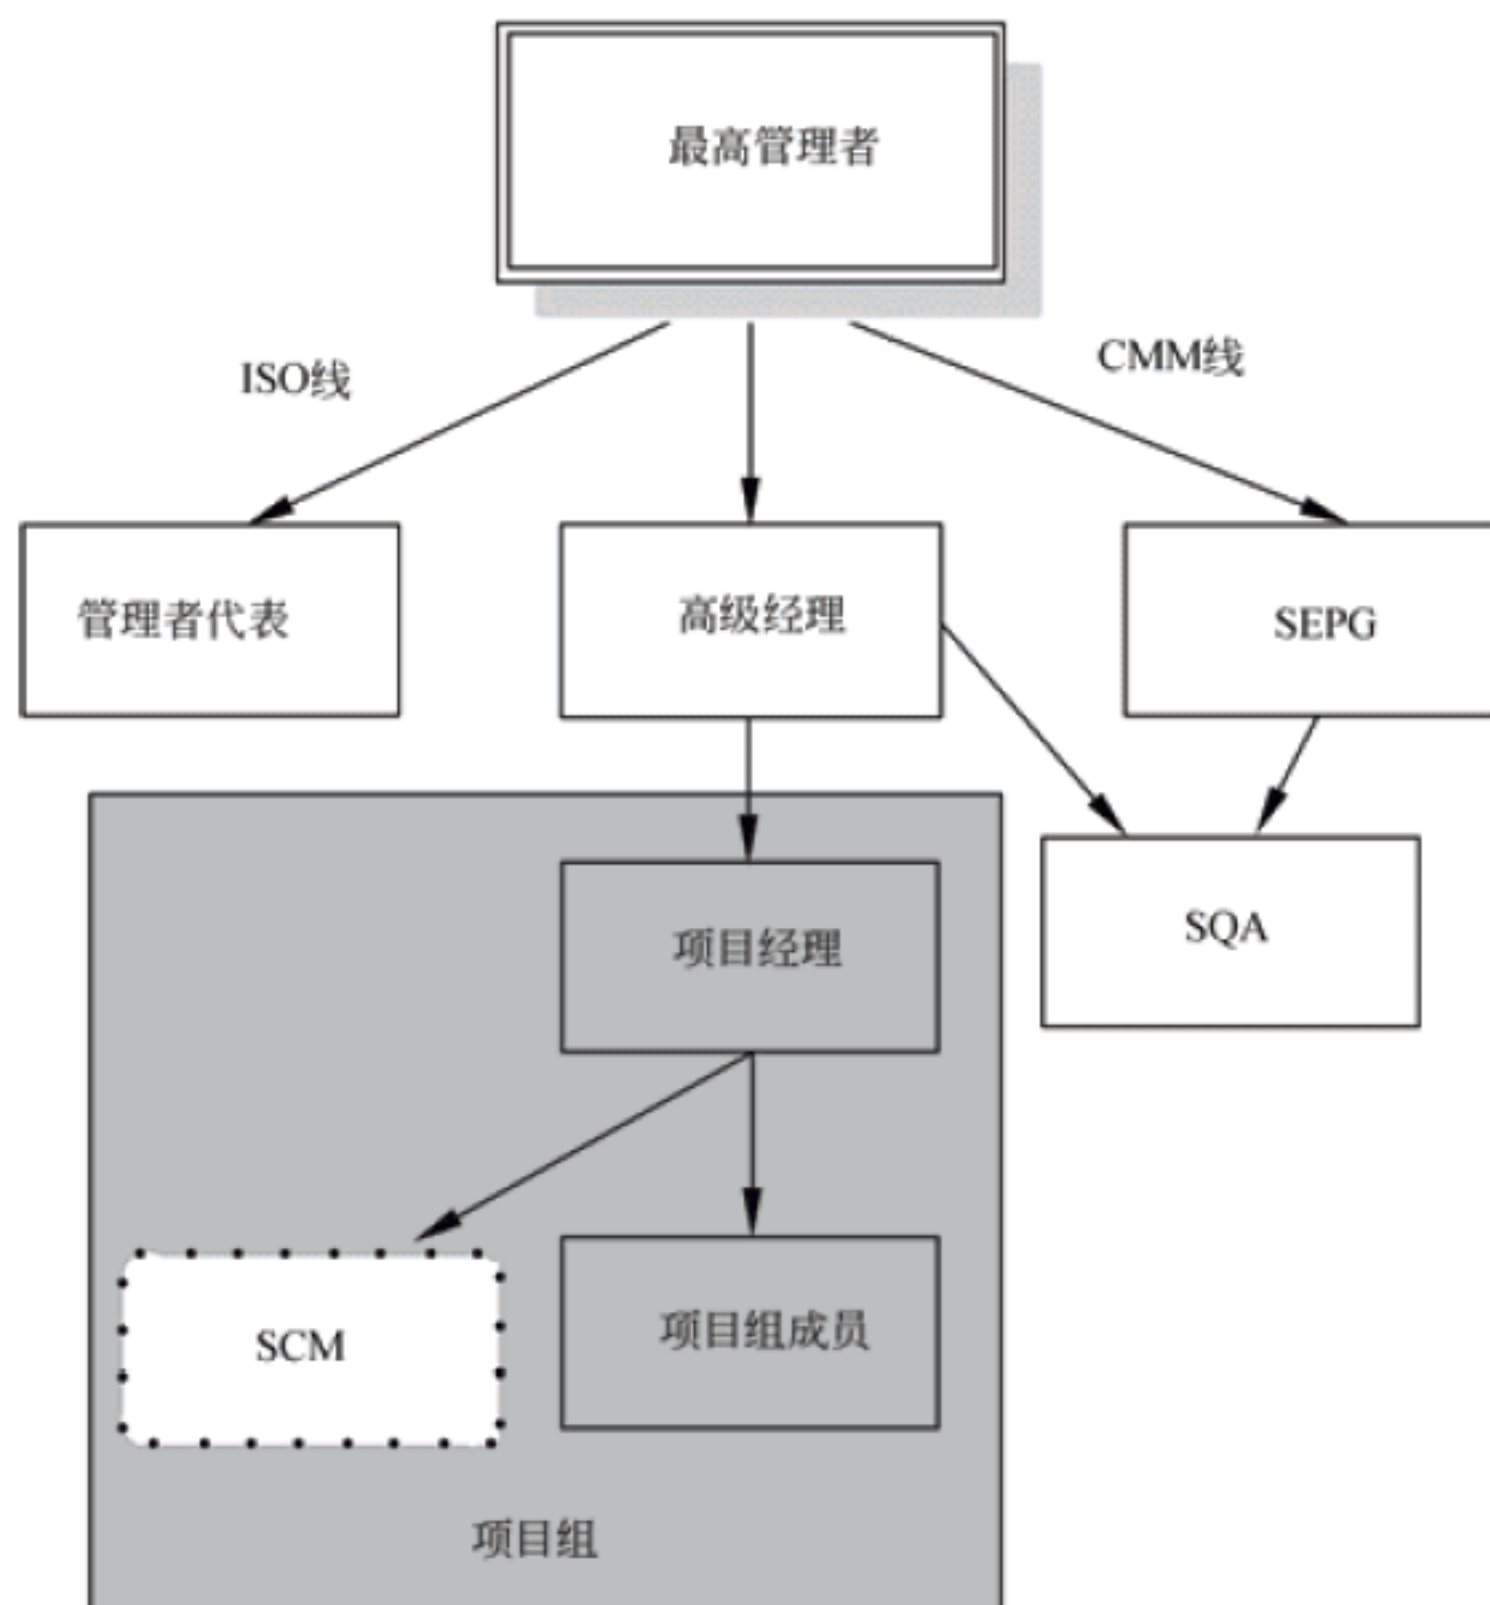 最高管理者
ISO线
CMM线
管理者代表
高级经理
SEPG
项目经理
SQA
SCM
项目组成员
项目组